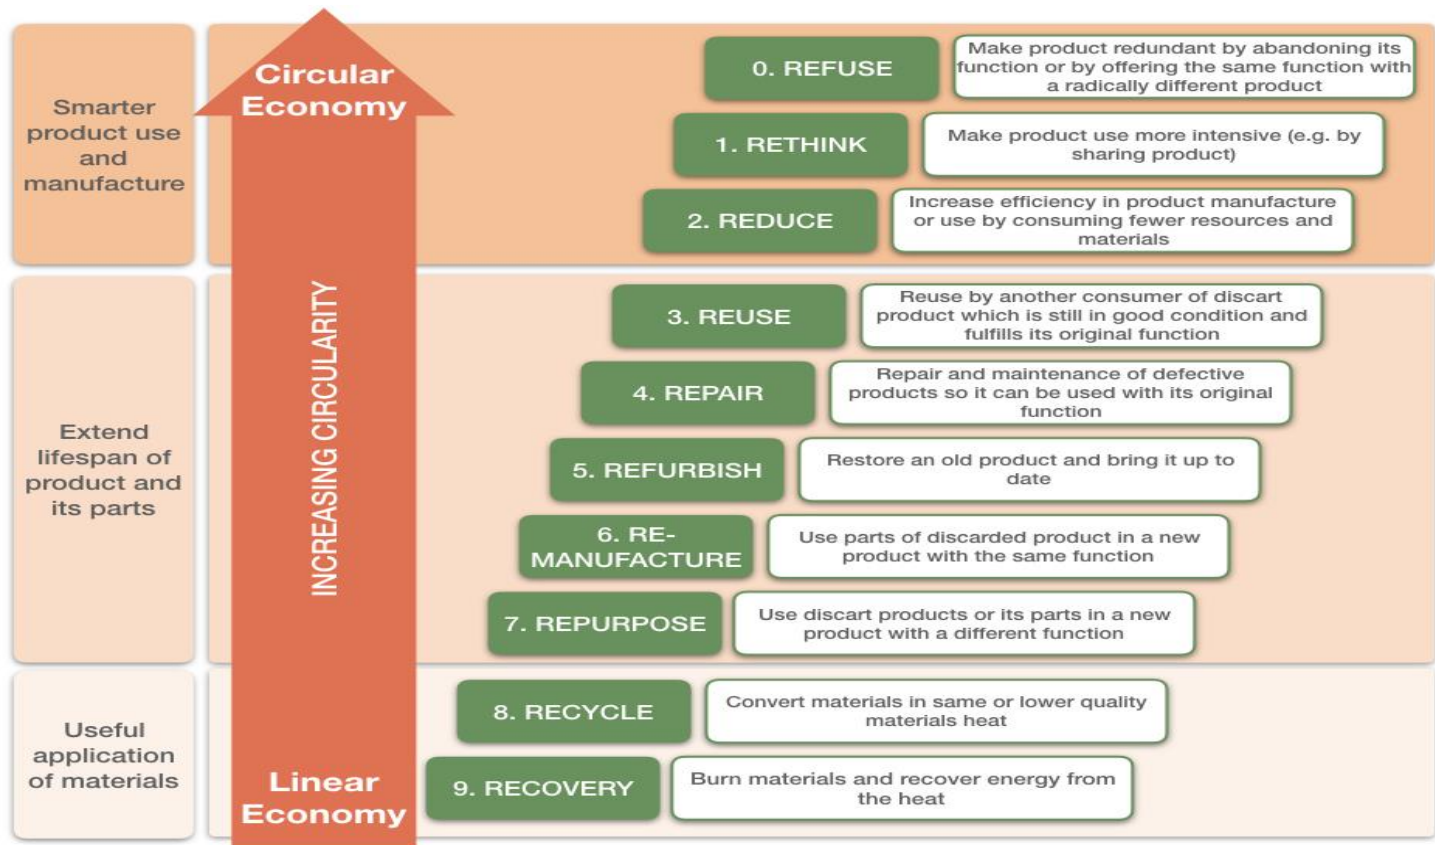 Smarter
product use
and
manufacture
Circular
Economy
0. REFUSE
Make product redundant by abandoning its
function or by offering the same function with
a radically different product
1. RETHINK
Make product use more intensive (e.g. by
sharing product)
2. REDUCE
Increase efficiency in product manufacture
or use by consuming fewer resources and
materials
Extend
lifespan of
product and
its parts
INCREASING CIRCULARITY
3. REUSE
Reuse by another consumer of discart
product which is still in good condition and
fulfills its original function
4. REPAIR
Repair and maintenance of defective
products so it can be used with its original
function
5. REFURBISH
Restore an old product and bring it up to
date
6. RE-
MANUFACTURE
Use parts of discarded product in a new
product with the same function
7. REPURPOSE
Use discart products or its parts in a new
product with a different function
Useful
application
of materials
Linear
Economy
8. RECYCLE
Convert materials in same or lower quality
materials heat
9. RECOVERY
Burn materials and recover energy from
the heat